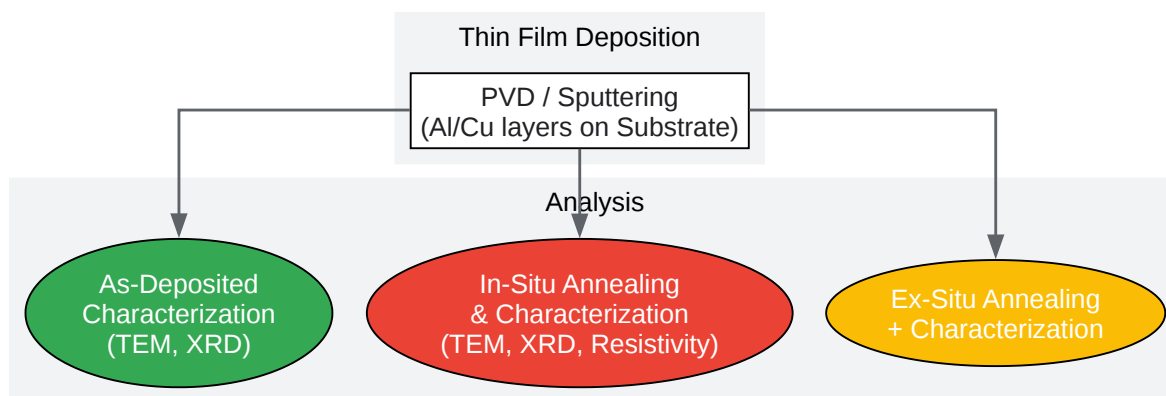 Thin Film Deposition
PVD / Sputtering
(Al/Cu layers on Substrate)
Analysis
As-Deposited
Characterization
(TEM, XRD)
In-Situ Annealing
& Characterization
(TEM, XRD, Resistivity)
Ex-Situ Annealing
+ Characterization